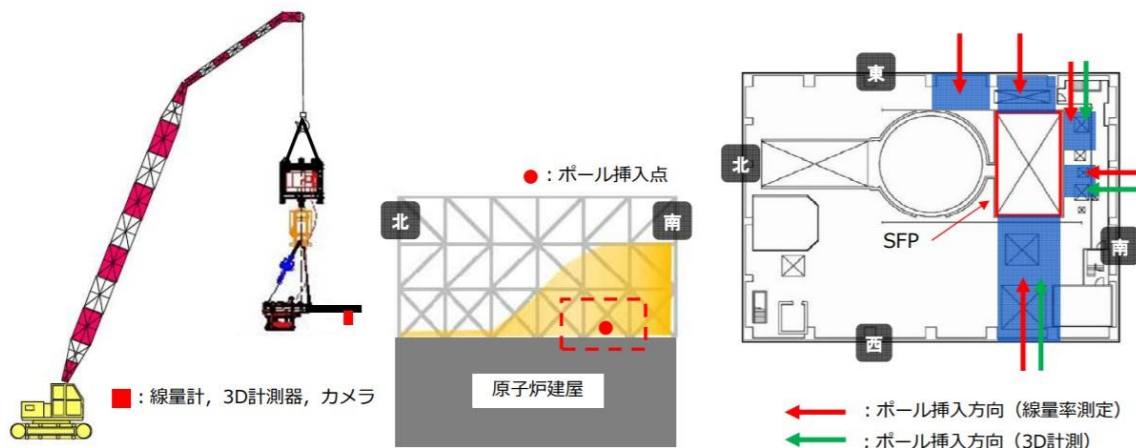 ■：線量計，3D計測器，カメラ
●：ポール挿入点
北
南
原子炉建屋
東
北
SFP
南
西
：ポール挿入方向（線量率測定）
：ポール挿入方向（3D計測）